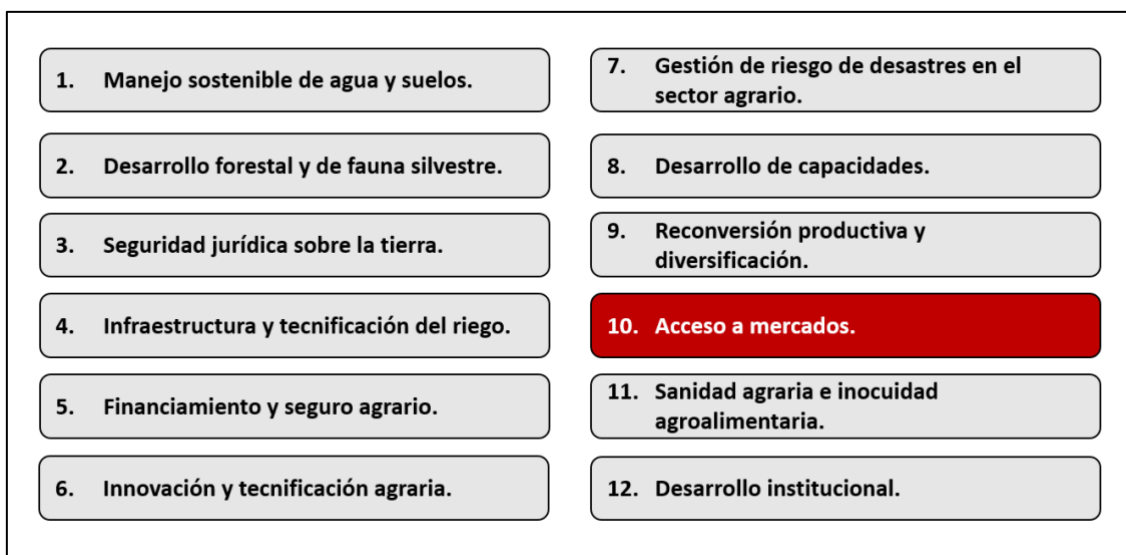 1. Manejo sostenible de agua y suelos.
2. Desarrollo forestal y de fauna silvestre.
3. Seguridad jurídica sobre la tierra.
4. Infraestructura y tecnificación del riego.
5. Financiamiento y seguro agrario.
6. Innovación y tecnificación agraria.
7. Gestión de riesgo de desastres en el
sector agrario.
8. Desarrollo de capacidades.
9. Reconversión productiva y
diversificación.
10. Acceso a mercados.
11. Sanidad agraria e inocuidad
agroalimentaria.
12. Desarrollo institucional.